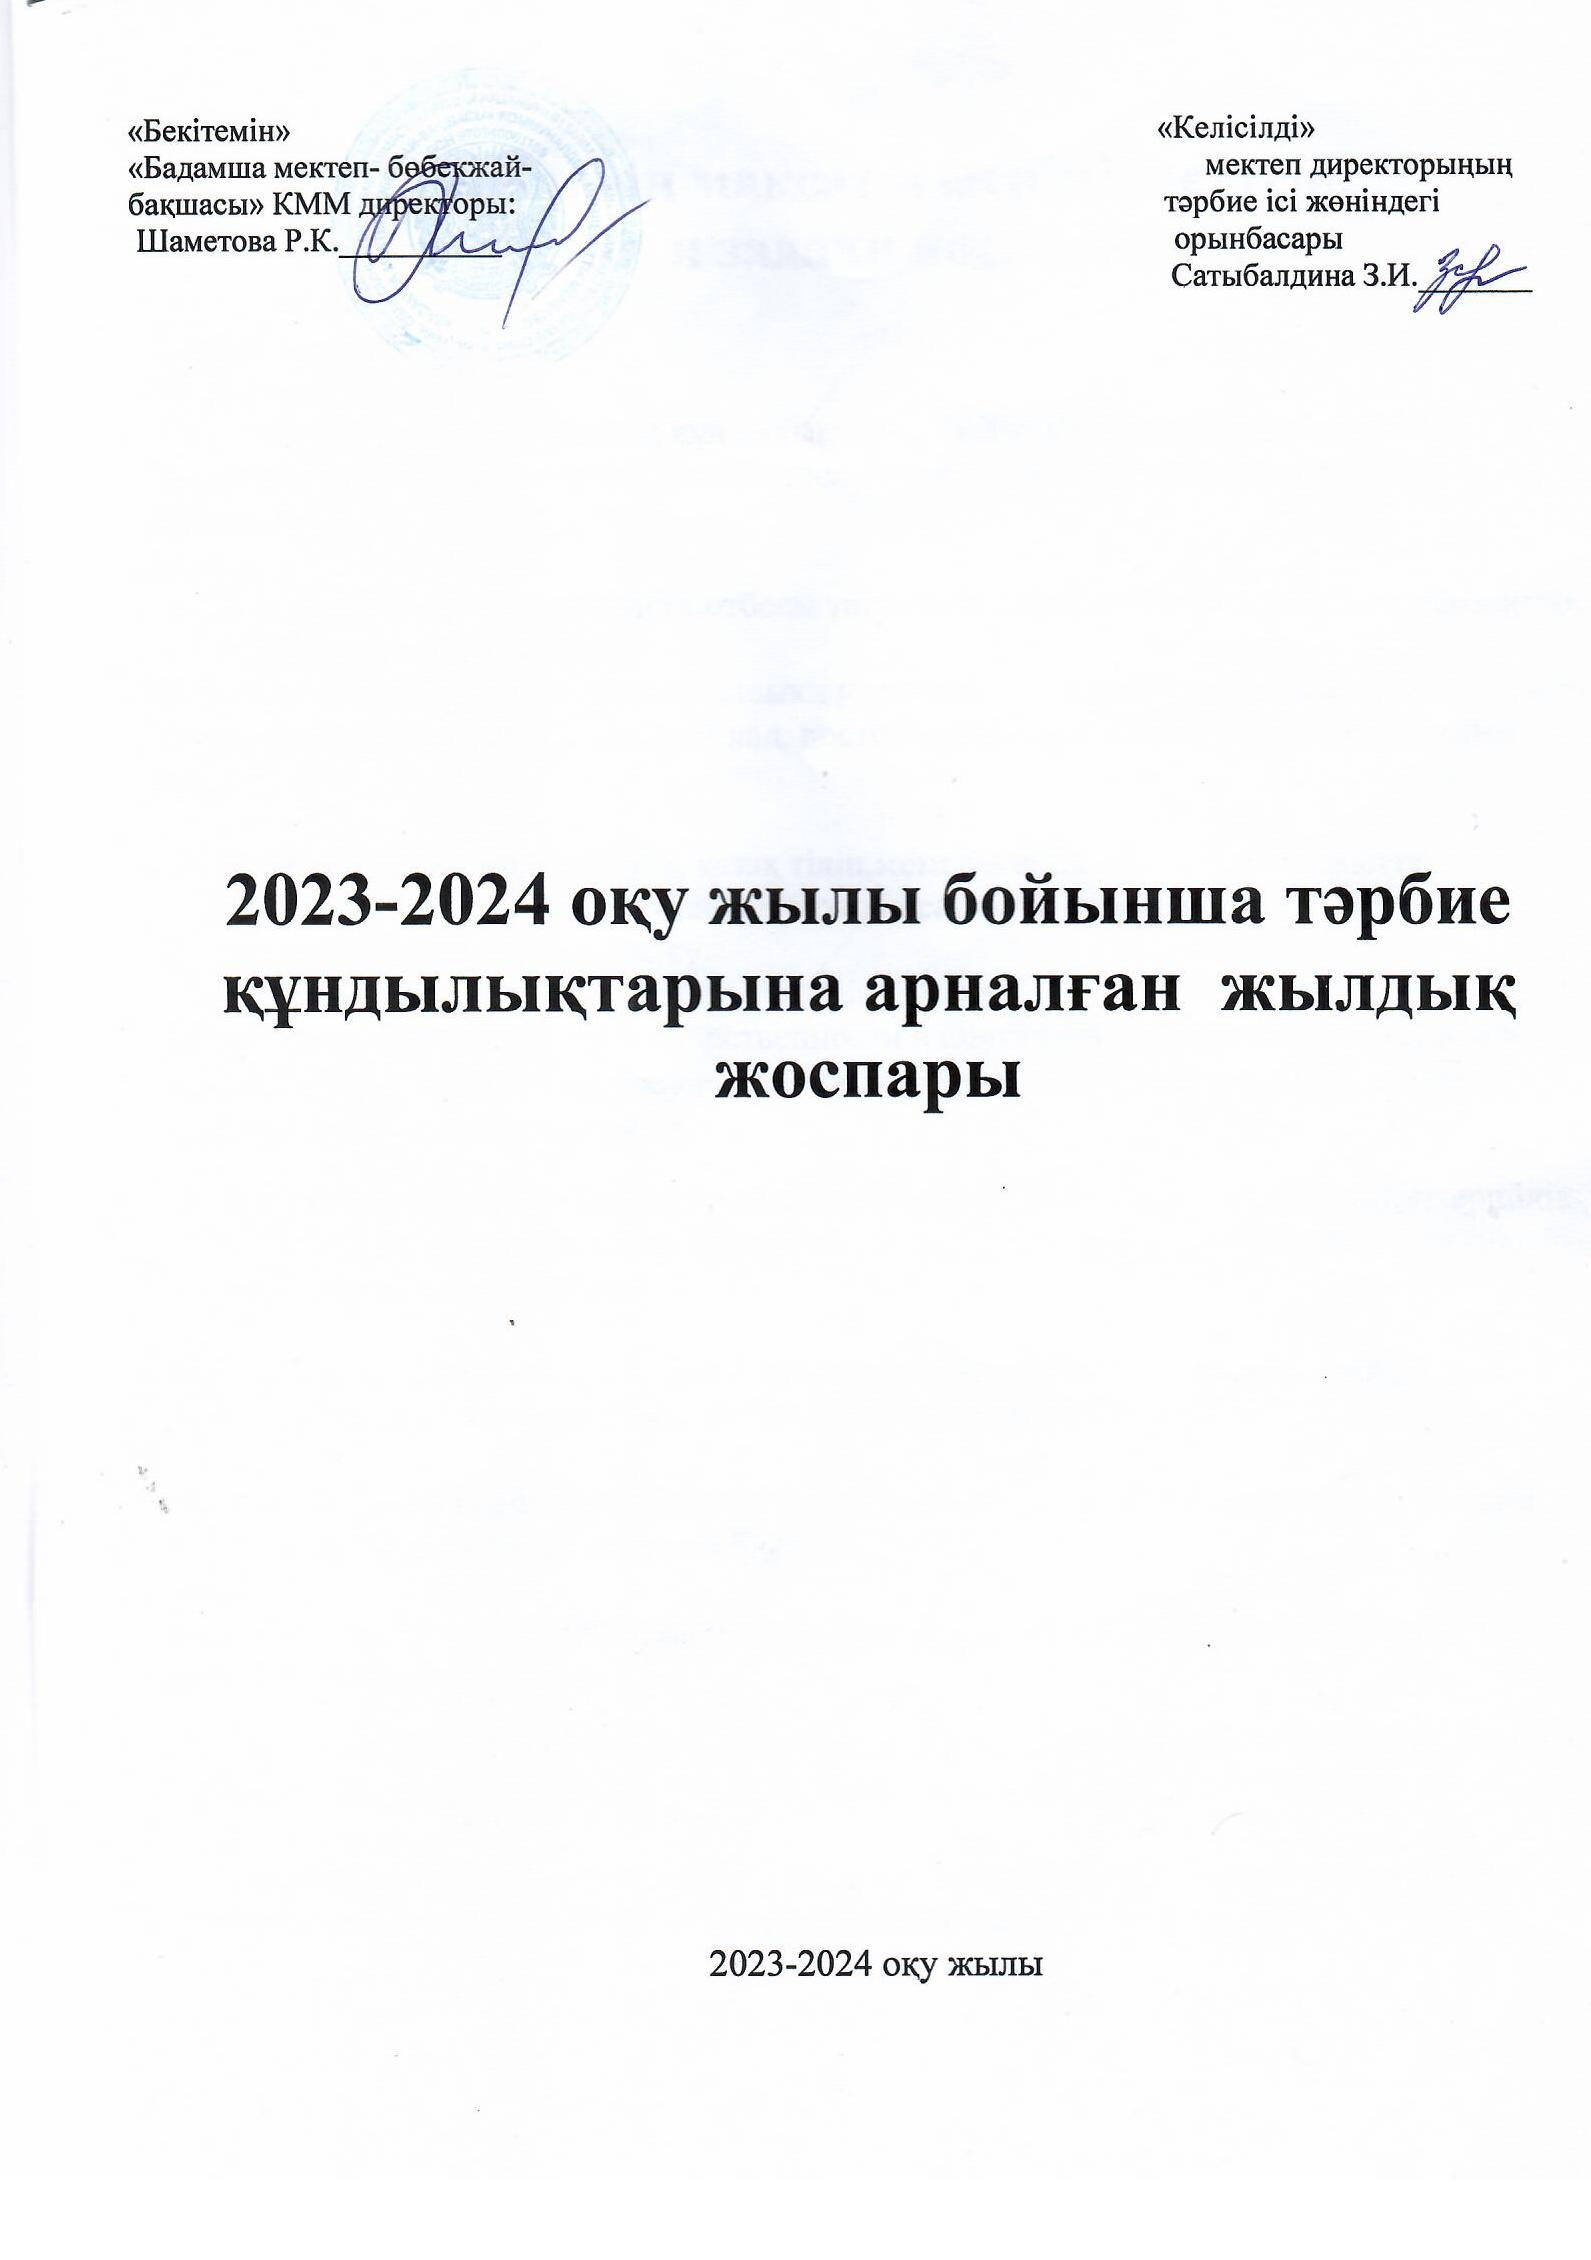 «Бекітемін»
«Бадамша мектеп- бөбекжай-
бақшасы» КММ директоры:
Шаметова Р.К.
«Келісілді»
мектеп директорының
тәрбие ісі жөніндегі
орынбасары
Сатыбалдина З.И.
2023-2024 оқу жылы бойынша тәрбие
құндылықтарына арналған жылдық
жоспары
2023-2024 оқу жылы